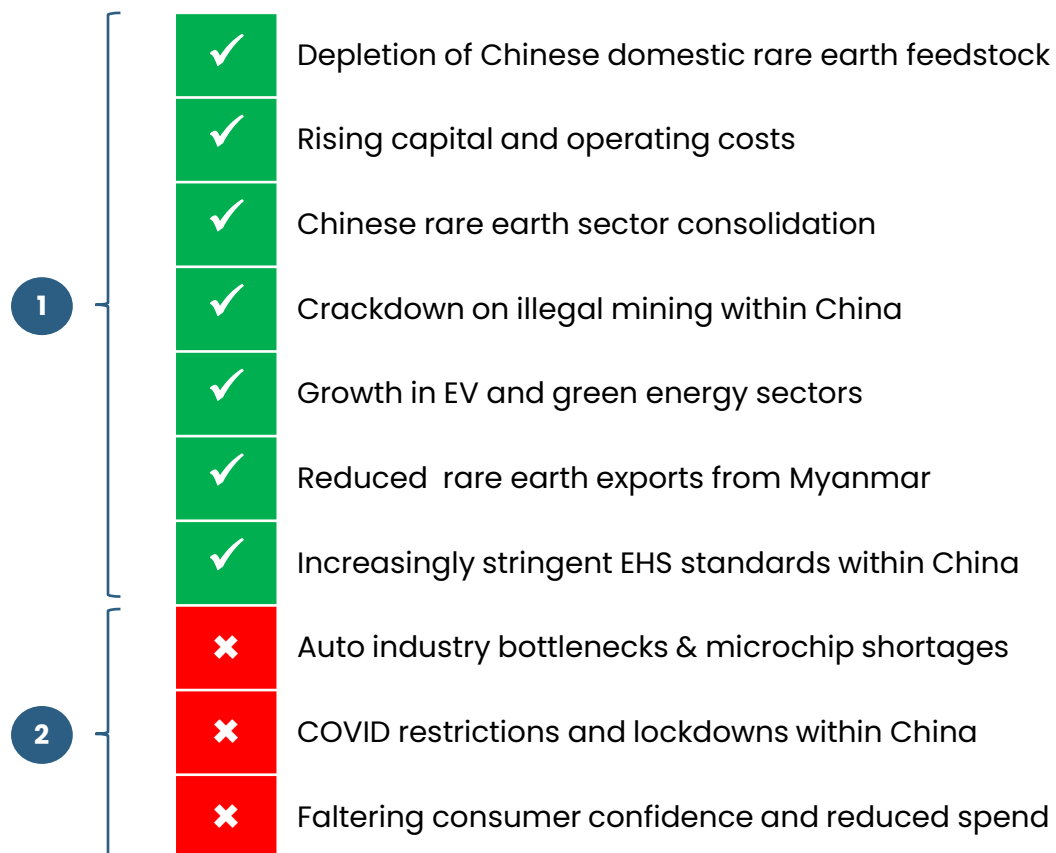 ✓ Depletion of Chinese domestic rare earth feedstock
✓ Rising capital and operating costs
✓ Chinese rare earth sector consolidation
1
✓ Crackdown on illegal mining within China
✓ Growth in EV and green energy sectors
✓ Reduced  rare earth exports from Myanmar
✓ Increasingly stringent EHS standards within China
✖ Auto industry bottlenecks & microchip shortages
2
✖ COVID restrictions and lockdowns within China
✖ Faltering consumer confidence and reduced spend